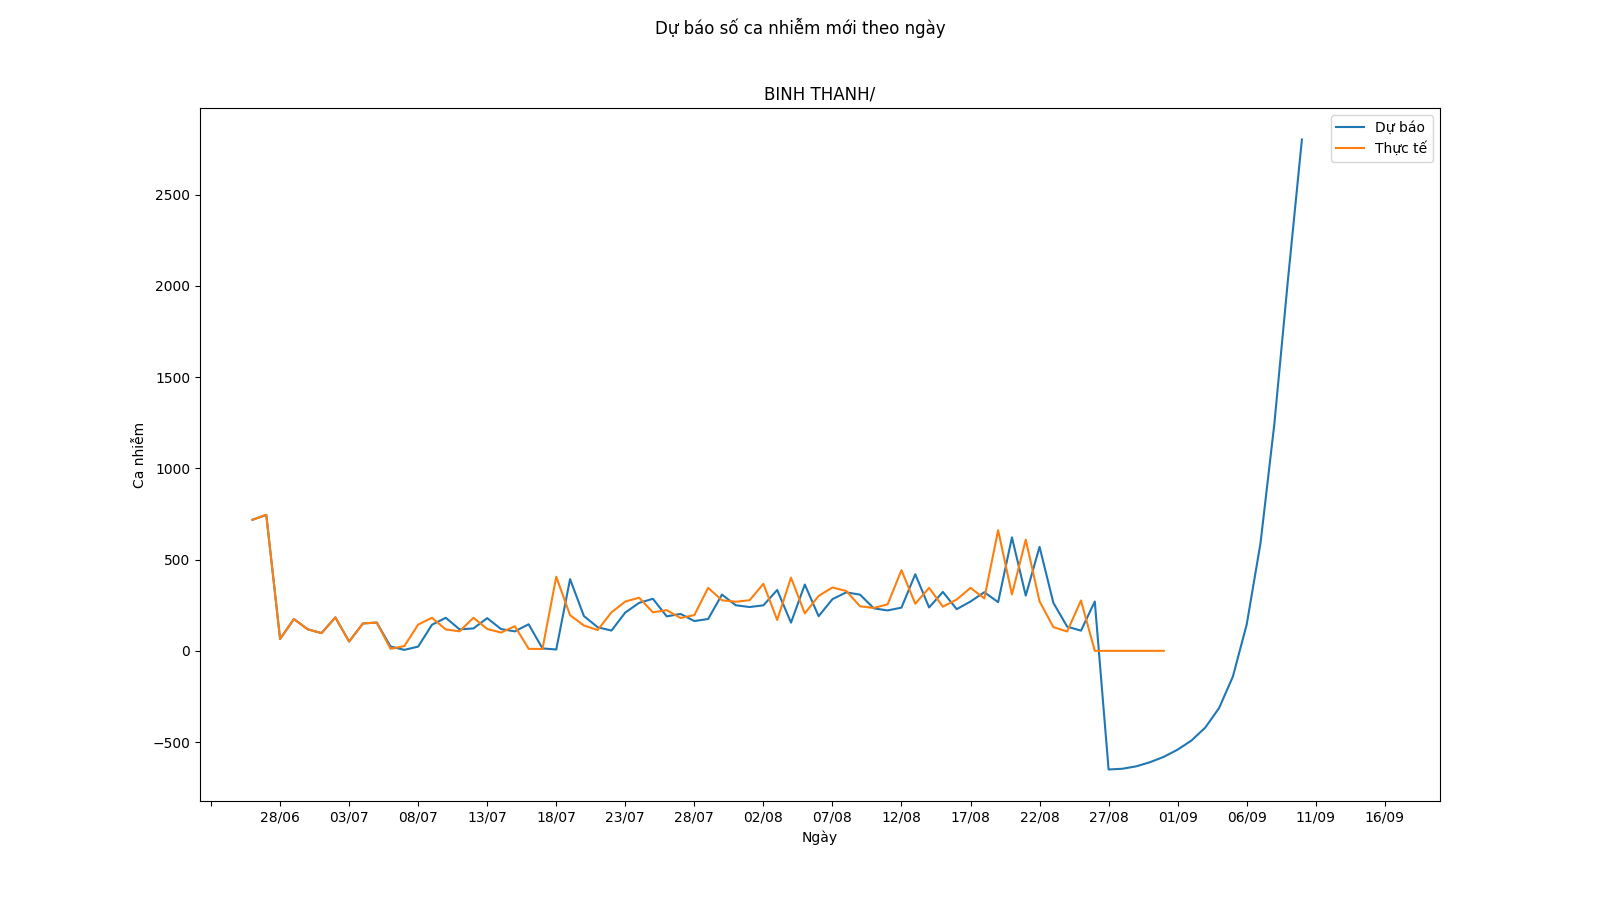 Dự báo số ca nhiễm mới theo ngày
BINH THANH/
Dự báo
Thực tế
2500
2000
1500
1000
500
0
−500
Ca nhiễm
28/06 03/07 08/07 13/07 18/07 23/07 28/07 02/08 07/08 12/08 17/08 22/08 27/08 01/09 06/09 11/09 16/09
Ngày